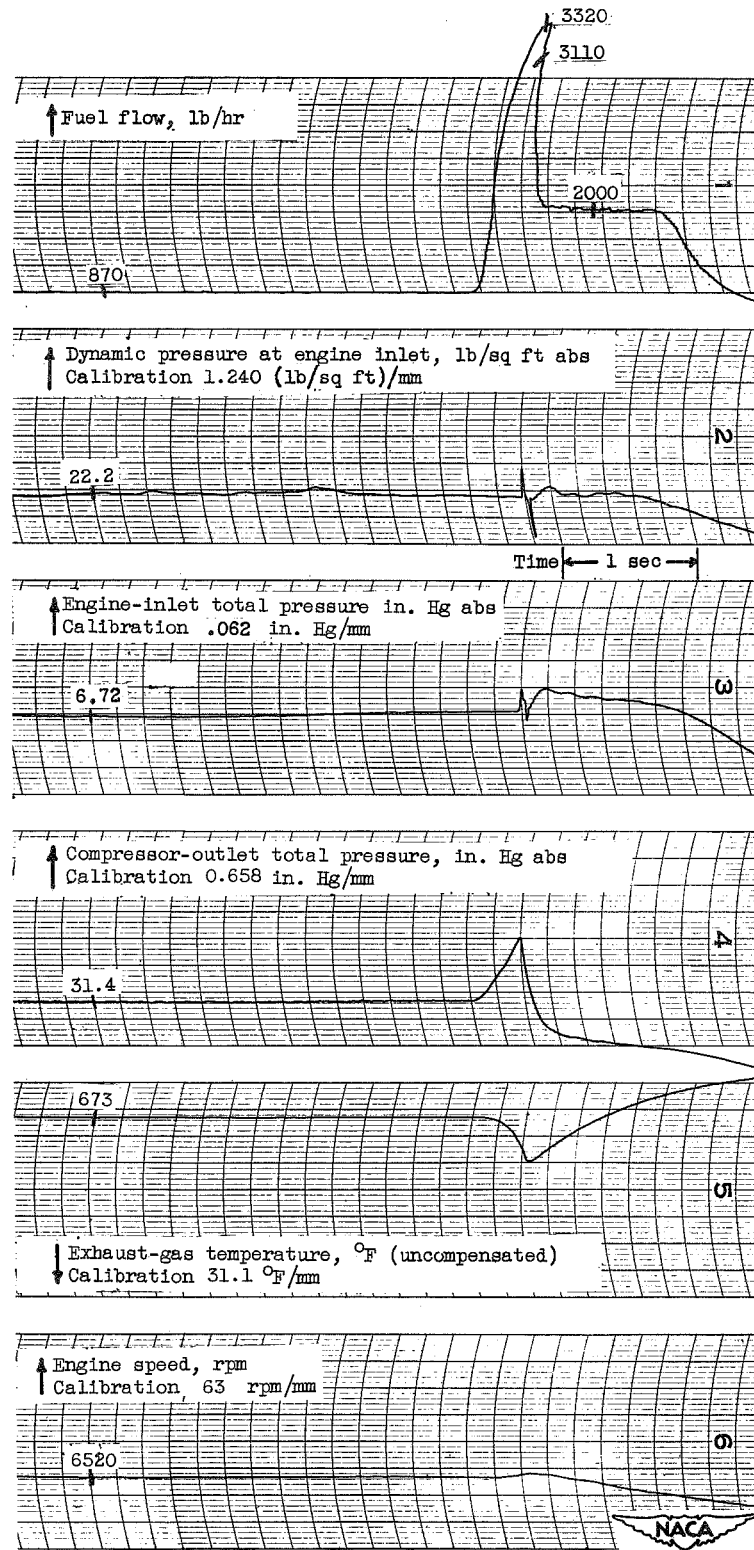 3320
3110
Fuel flow, lb/hr
1
2000
870
Dynamic pressure at engine inlet, lb/sq ft abs
Calibration 1.240 (lb/sq ft)/mm
2
22.2
Time 1 sec
Engine-inlet total pressure in. Hg abs
Calibration .062 in. Hg/mm
3
6.72
Compressor-outlet total pressure, in. Hg abs
Calibration 0.658 in. Hg/mm
4
31.4
673
5
Exhaust-gas temperature, °F (uncompensated)
Calibration 31.1 °F/mm
Engine speed, rpm
Calibration, 63 rpm/mm
6
6520
NACA